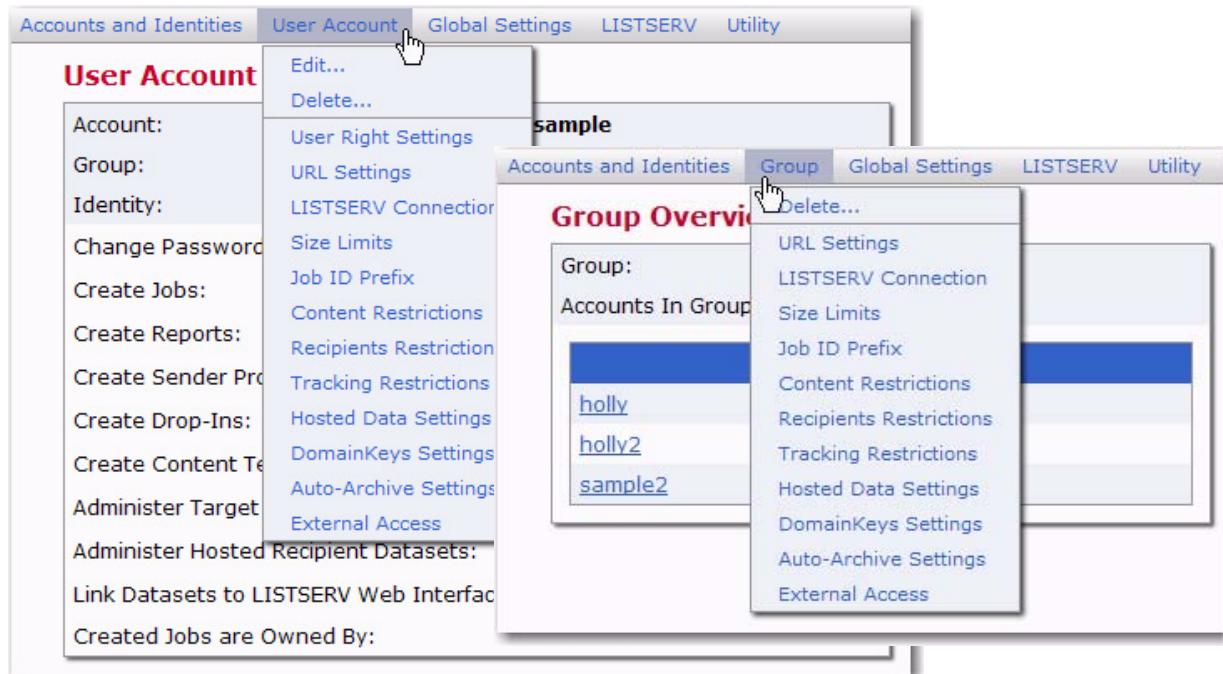 Accounts and Identities User Account Global Settings LISTSERV Utility
User Account
Edit...
Delete...
User Right Settings
URL Settings
LISTSERV Connection
Size Limits
Job ID Prefix
Content Restrictions
Recipients Restriction
Tracking Restrictions
Hosted Data Settings
DomainKeys Settings
Auto-Archive Settings
External Access
Account: sample
Group:
Identity:
Change Password
Create Jobs:
Create Reports:
Create Sender Pro
Create Drop-Ins:
Create Content Te
Administer Target
Administer Hosted Recipient Datasets:
Link Datasets to LISTSERV Web Interfac
Created Jobs are Owned By:
Accounts and Identities Group Global Settings LISTSERV Utility
Group Overvie
Delete...
URL Settings
LISTSERV Connection
Size Limits
Job ID Prefix
Content Restrictions
Recipients Restrictions
Tracking Restrictions
Hosted Data Settings
DomainKeys Settings
Auto-Archive Settings
External Access
Group:
Accounts In Group
holly
holly2
sample2